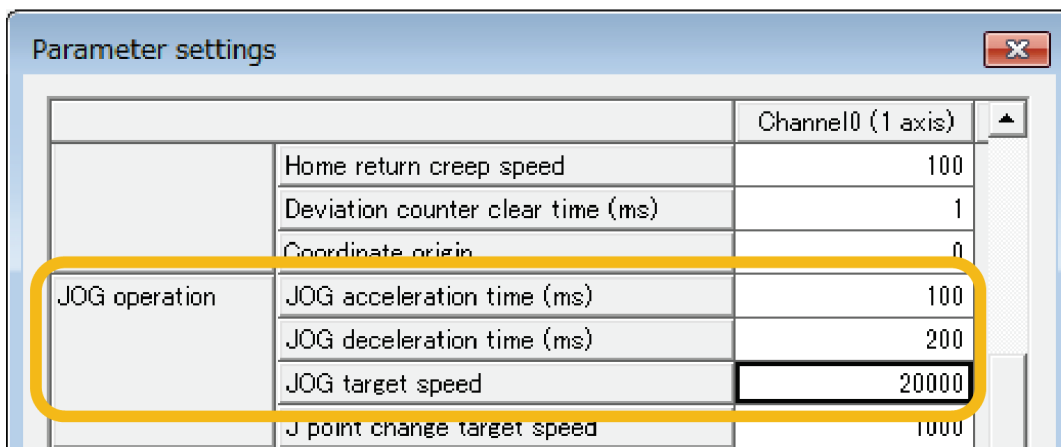 Parameter settings
Channel0 (1 axis)
Home return creep speed 100
Deviation counter clear time (ms) 1
Coordinate origin 0
JOG operation JOG acceleration time (ms) 100
JOG deceleration time (ms) 200
JOG target speed 20000
J point change target speed 1000